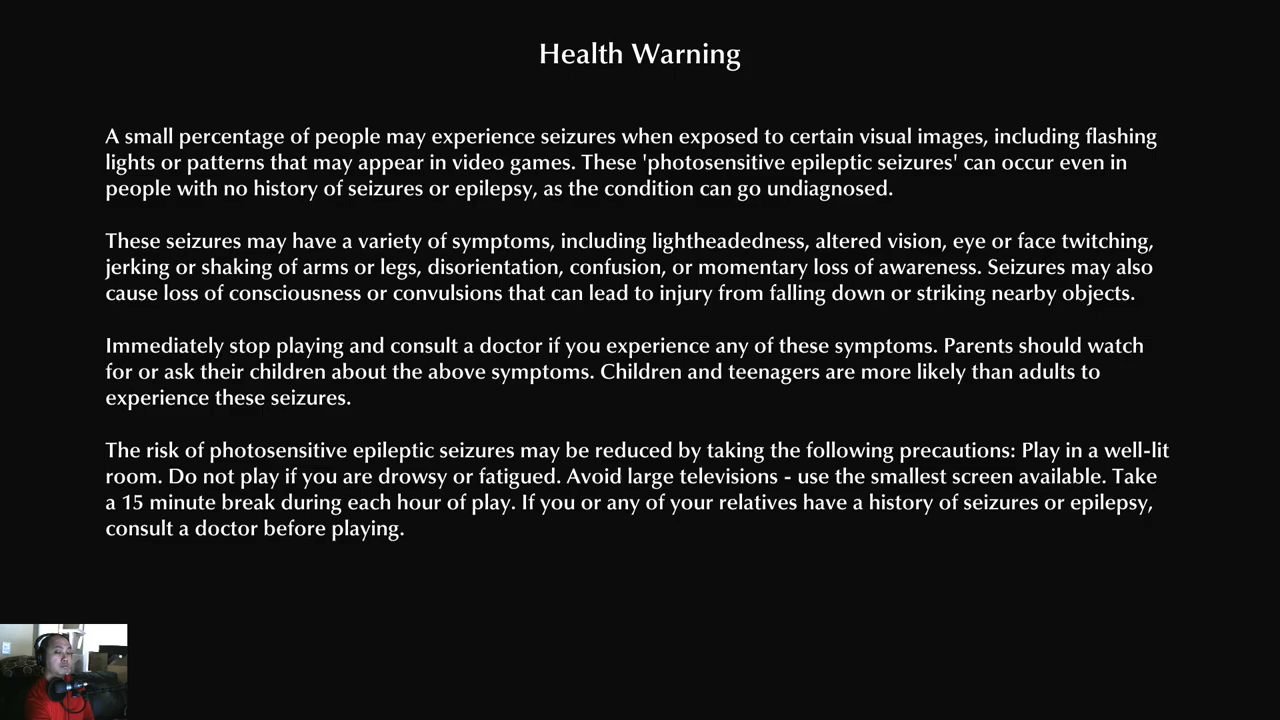 Health Warning
A small percentage of people may experience seizures when exposed to certain visual images, including flashing
lights or patterns that may appear in video games. These 'photosensitive epileptic seizures' can occur even in
people with no history of seizures or epilepsy, as the condition can go undiagnosed.
These seizures may have a variety of symptoms, including lightheadedness, altered vision, eye or face twitching,
jerking or shaking of arms or legs, disorientation, confusion, or momentary loss of awareness. Seizures may also
cause loss of consciousness or convulsions that can lead to injury from falling down or striking nearby objects.
Immediately stop playing and consult a doctor if you experience any of these symptoms. Parents should watch
for or ask their children about the above symptoms. Children and teenagers are more likely than adults to
experience these seizures.
The risk of photosensitive epileptic seizures may be reduced by taking the following precautions: Play in a well-lit
room. Do not play if you are drowsy or fatigued. Avoid large televisions - use the smallest screen available. Take
a 15 minute break during each hour of play. If you or any of your relatives have a history of seizures or epilepsy,
consult a doctor before playing.